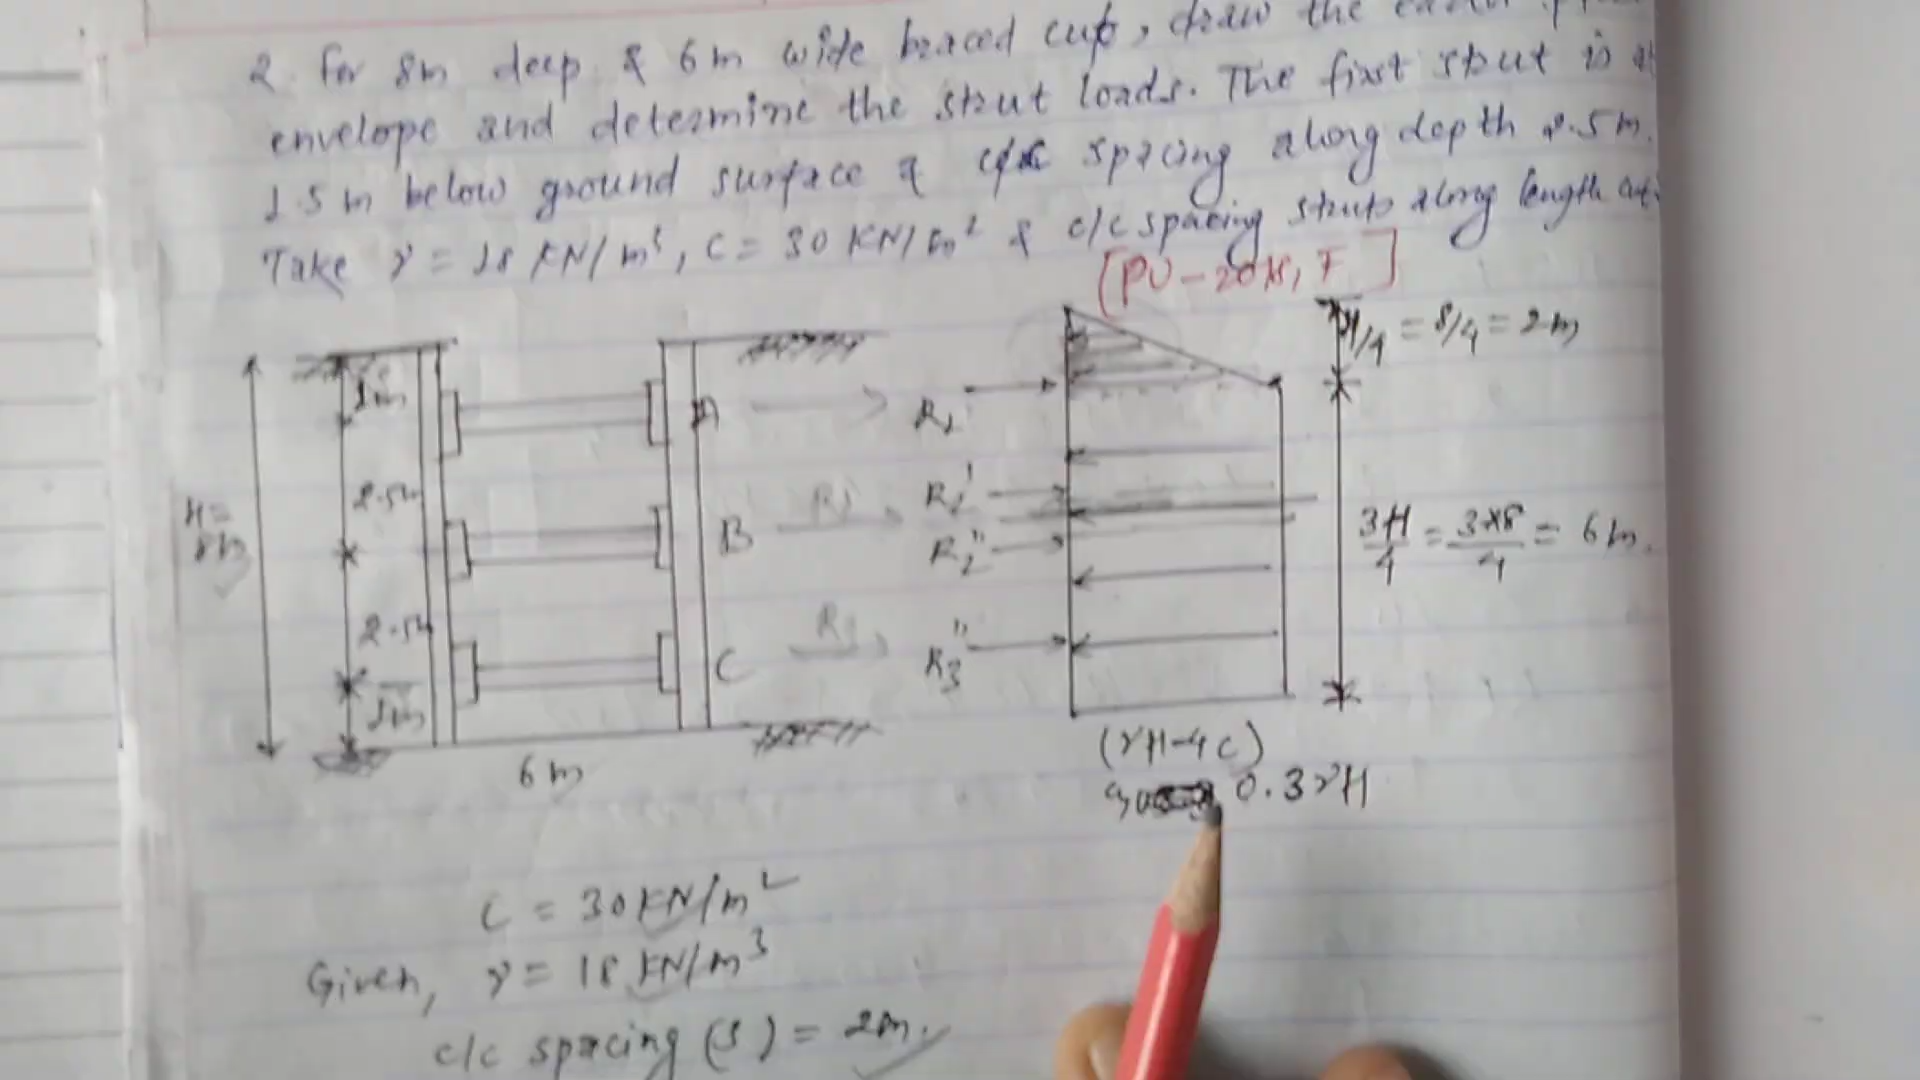 2. For 8m deep & 6m wide braced cut, draw the
envelope and determine the strut loads. The first strut is
1.5m below ground surface & c/c spacing along depth 2.5m.
Take γ = 18 KN/m³, C = 30 KN/m² & c/c spacing struts along length
[PU - 2018, F]
H/4 = 8/4 = 2m
1m
A
R₁
2.5m
H = 8m
B
R₂'
R₂"
3H/4 = 3×8/4 = 6m.
2.5m
C
R₃"
1m
6m
(γH-4C)
0.3γH
C = 30 KN/m²
Given, γ = 18 KN/m³
c/c spacing (S) = 2m.